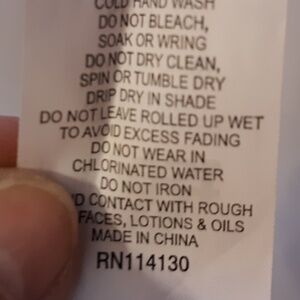 COLD HAND WASH
DO NOT BLEACH,
SOAK OR WRING
DO NOT DRY CLEAN,
SPIN OR TUMBLE DRY
DRIP DRY IN SHADE
DO NOT LEAVE ROLLED UP WET
TO AVOID EXCESS FADING
DO NOT WEAR IN
CHLORINATED WATER
DO NOT IRON
CONTACT WITH ROUGH
FACES, LOTIONS & OILS
MADE IN CHINA
RN114130